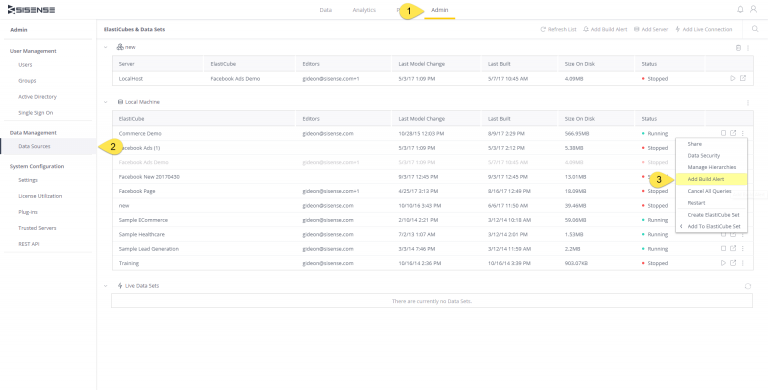 SISENSE
Data Analytics Admin
1
Admin
ElastiCubes & Data Sets
Refresh List Add Build Alert Add Server Add Live Connection
User Management
Users
Groups
Active Directory
Single Sign On
Data Management
Data Sources
2
System Configuration
Settings
License Utilization
Plug-ins
Trusted Servers
REST API
new
Server ElastiCube Editors Last Model Change Last Built Size On Disk Status
LocalHost Facebook Ads Demo gideon@sisense.com+1 5/3/17 1:09 PM 5/7/17 10:45 AM 4.09MB Stopped
Local Machine
ElastiCube Editors Last Model Change Last Built Size On Disk Status
Commerce Demo gideon@sisense.com 10/28/15 12:03 PM 9/9/17 2:29 PM 566.95MB Running
acebook Ads (1) 5/3/17 1:09 PM 5/3/17 2:12 PM 5.38MB Stopped
Facebook Ads Demo gideon@sisense.com+1 5/3/17 1:09 PM 5/7/17 10:45 AM 4.09MB Stopped
Facebook New 20170430 9/3/17 12:45 PM 9/3/17 12:45 PM 13.01MB
Facebook Page gideon@sisense.com+1 4/25/17 3:13 PM 8/16/17 12:49 PM 18.09MB Stopped
new gideon@sisense.com 10/10/16 3:43 PM 6/6/17 11:56 AM 39.46MB Stopped
Sample ECommerce gideon@sisense.com 2/10/14 2:21 PM 3/12/14 10:18 AM 59.06MB Running
Sample Healthcare gideon@sisense.com 7/2/13 1:07 AM 3/12/14 2:01 PM 1.53MB Running
Sample Lead Generation gideon@sisense.com 3/3/14 7:46 PM 3/12/14 11:59 AM 2.2MB Running
Training gideon@sisense.com 10/16/14 2:36 PM 10/16/14 3:39 PM 903.07KB Stopped
Share
Data Security
Manage Hierarchies
3
Add Build Alert
Cancel All Queries
Restart
Create ElastiCube Set
Add To ElastiCube Set
Live Data Sets
There are currently no Data Sets.